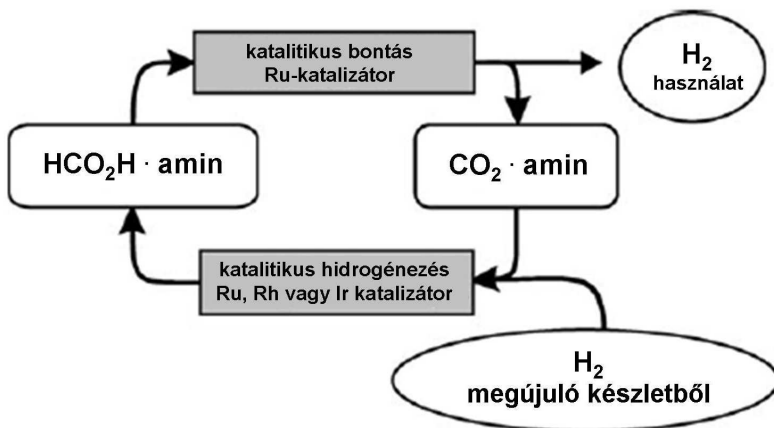 katalitikus bontás
Ru-katalizátor
H₂
használat
HCO₂H · amin
CO₂ · amin
katalitikus hidrogénezés
Ru, Rh vagy Ir katalizátor
H₂
megújuló készletből